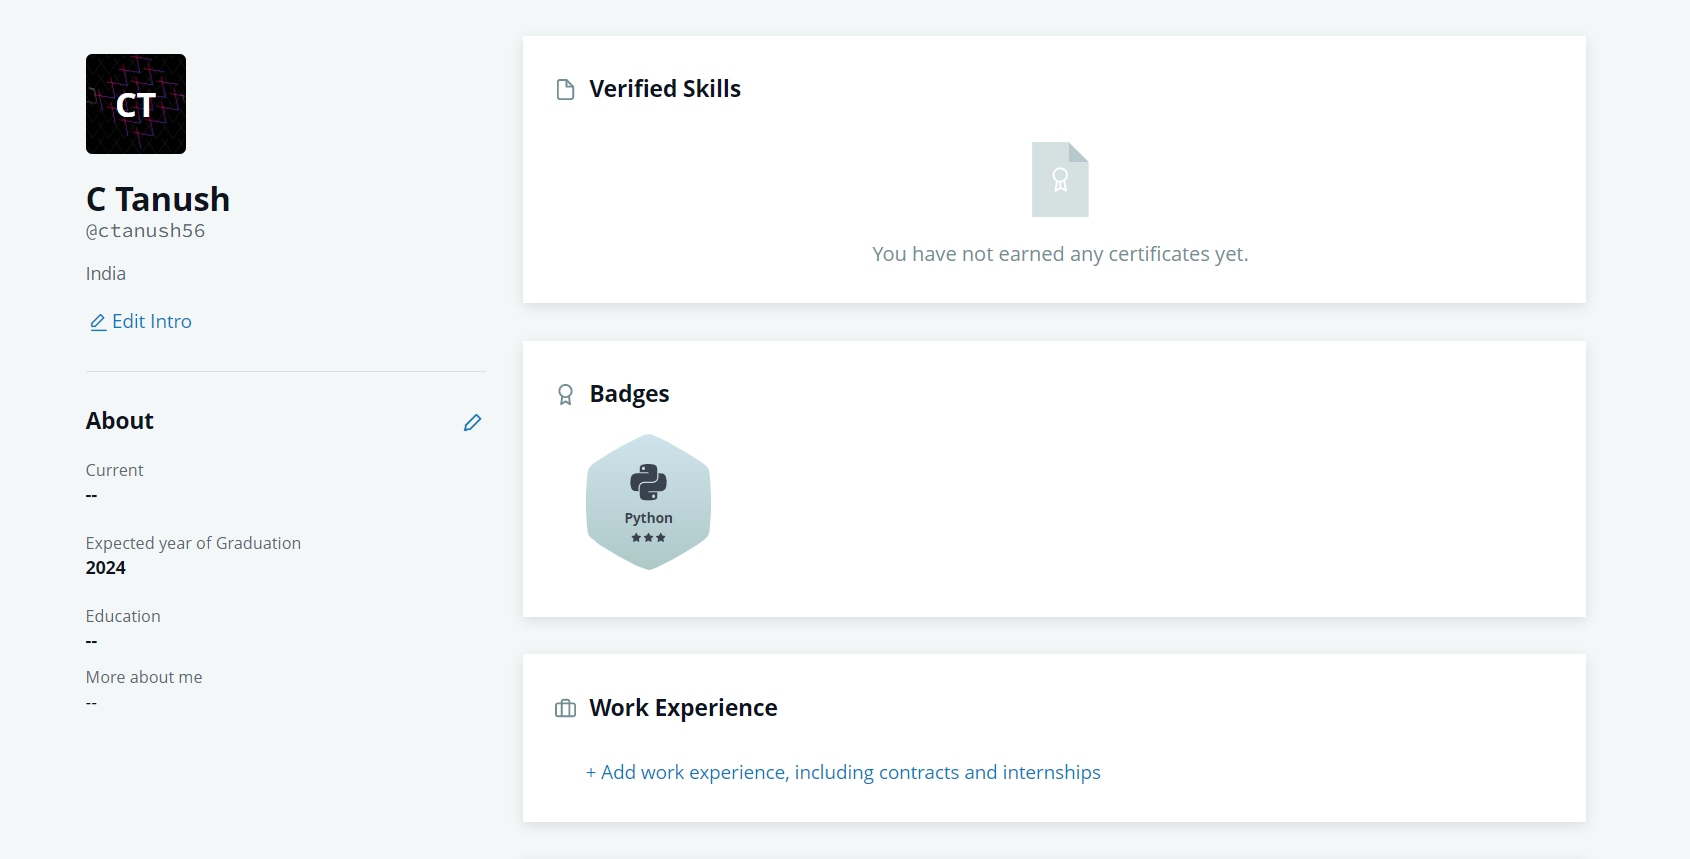 CT
C Tanush
@ctanush56
India
Edit Intro
About
Current
--
Expected year of Graduation
2024
Education
--
More about me
--
Verified Skills
You have not earned any certificates yet.
Badges
Python
Work Experience
+ Add work experience, including contracts and internships